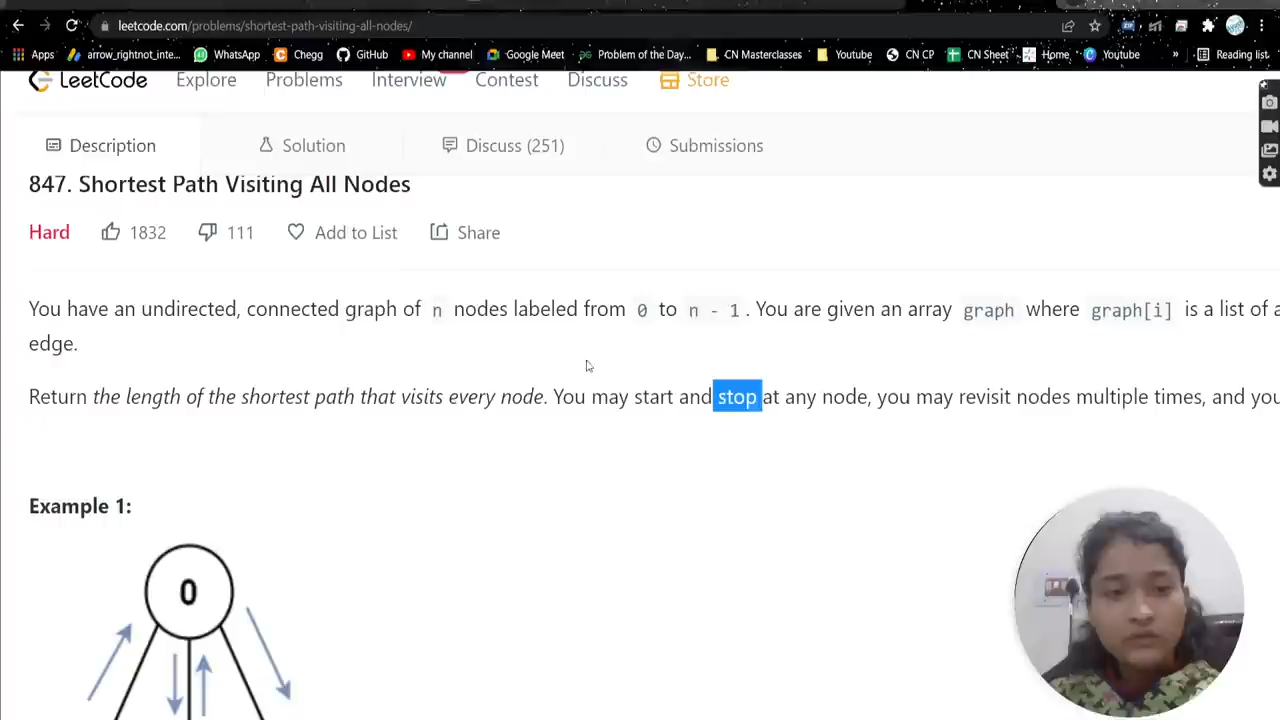 leetcode.com/problems/shortest-path-visiting-all-nodes/
Apps arrow_rightnot_inte... WhatsApp Chegg GitHub My channel Google Meet Problem of the Day... CN Masterclasses Youtube CN CP CN Sheet Home Youtube » Reading list
LeetCode Explore Problems Interview Contest Discuss Store
Description Solution Discuss (251) Submissions
847. Shortest Path Visiting All Nodes
Hard 1832 111 Add to List Share
You have an undirected, connected graph of n nodes labeled from 0 to n - 1. You are given an array graph where graph[i] is a list of a
edge.
Return the length of the shortest path that visits every node. You may start and stop at any node, you may revisit nodes multiple times, and you
Example 1:
0